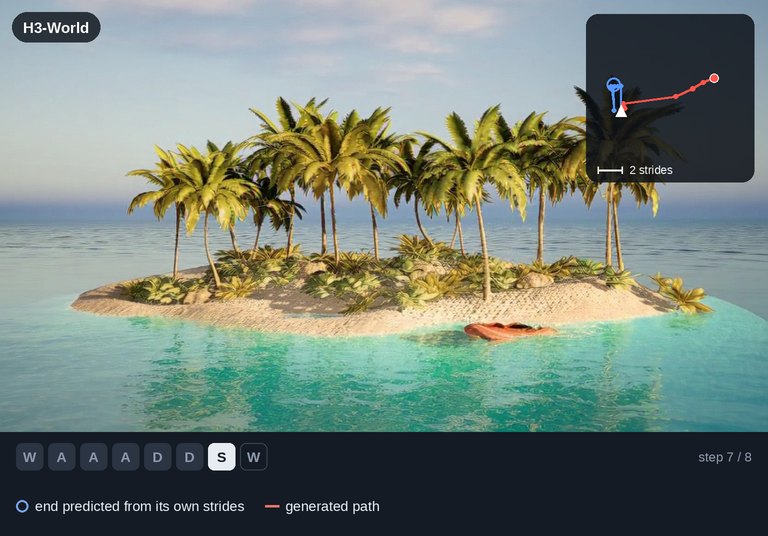 H3-World
2 strides
W A A A D D S W
step 7 / 8
end predicted from its own strides
generated path